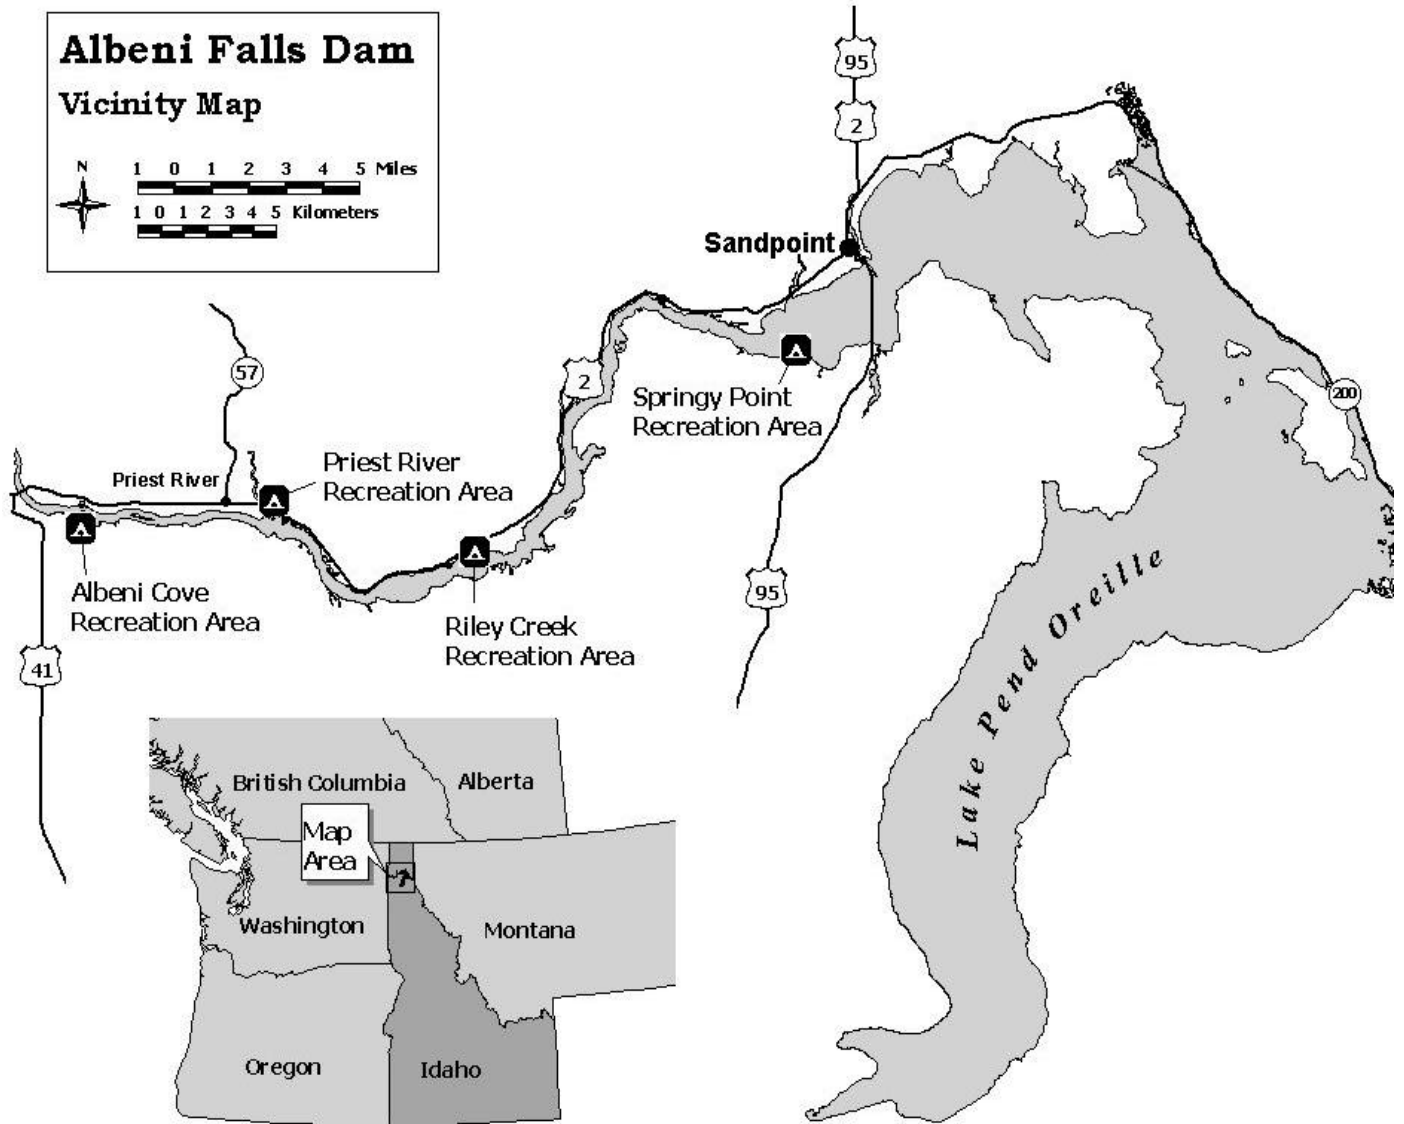 Albeni Falls Dam
Vicinity Map
N
1 0 1 2 3 4 5 Miles
1 0 1 2 3 4 5 Kilometers
95
2
Sandpoint
57
2
200
Springy Point
Recreation Area
Priest River
Priest River
Recreation Area
Albeni Cove
Recreation Area
Riley Creek
Recreation Area
95
41
Lake Pend Oreille
British Columbia
Alberta
Map
Area
Washington
Montana
Oregon
Idaho